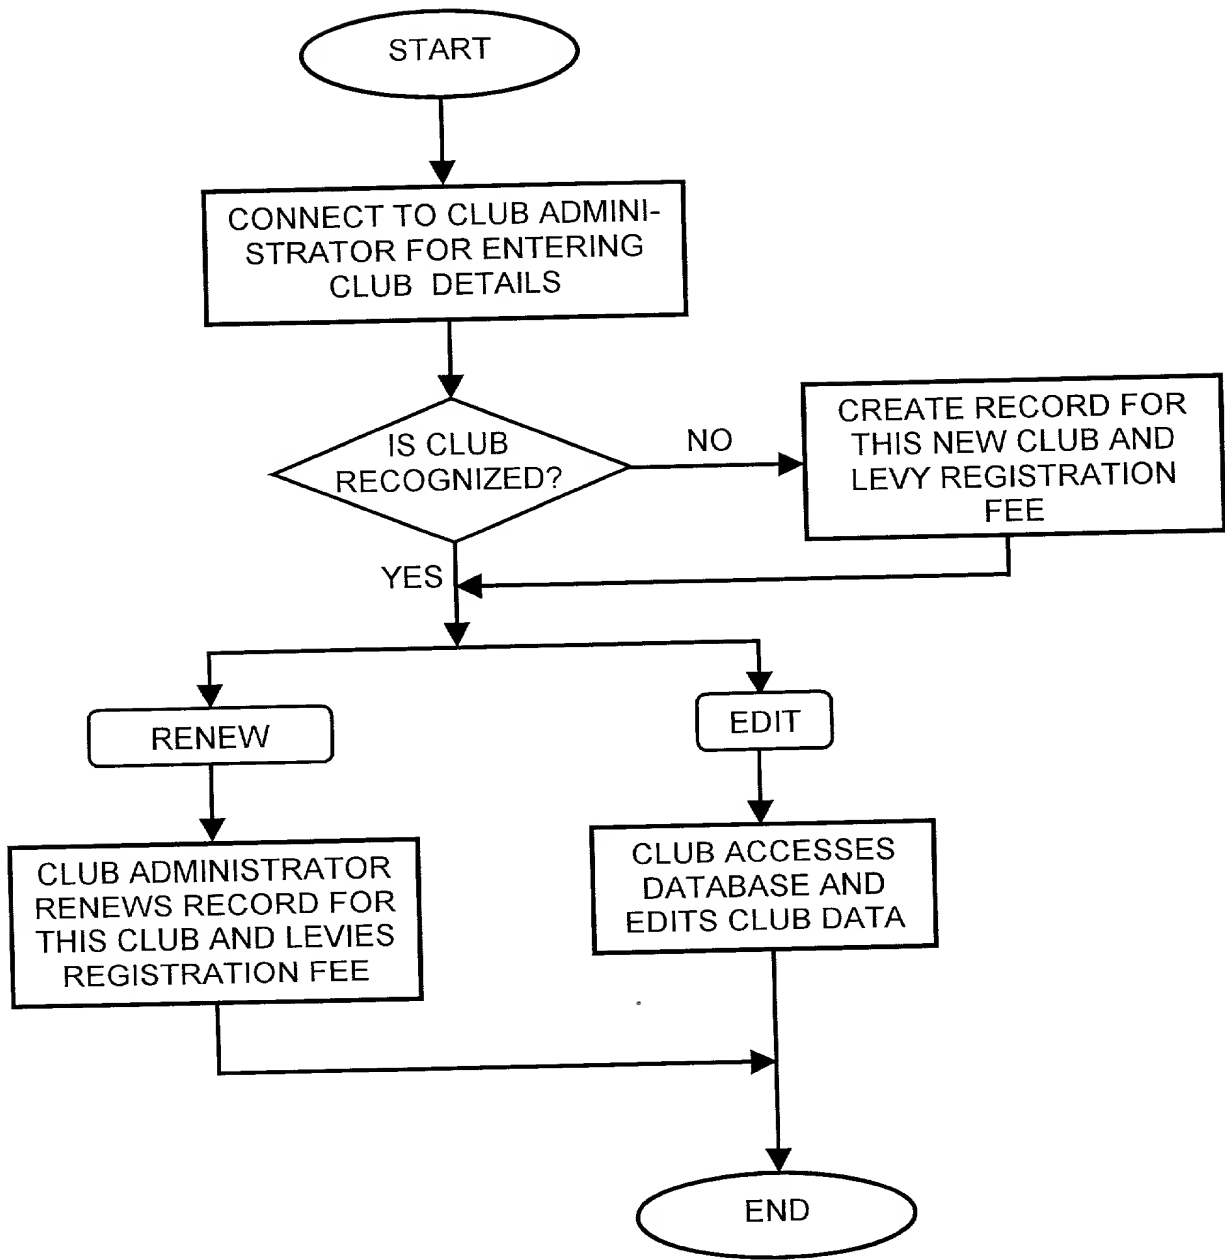 START
CONNECT TO CLUB ADMINI-
STRATOR FOR ENTERING
CLUB DETAILS
IS CLUB
RECOGNIZED?
NO
CREATE RECORD FOR
THIS NEW CLUB AND
LEVY REGISTRATION
FEE
YES
RENEW
EDIT
CLUB ADMINISTRATOR
RENEWS RECORD FOR
THIS CLUB AND LEVIES
REGISTRATION FEE
CLUB ACCESSES
DATABASE AND
EDITS CLUB DATA
END